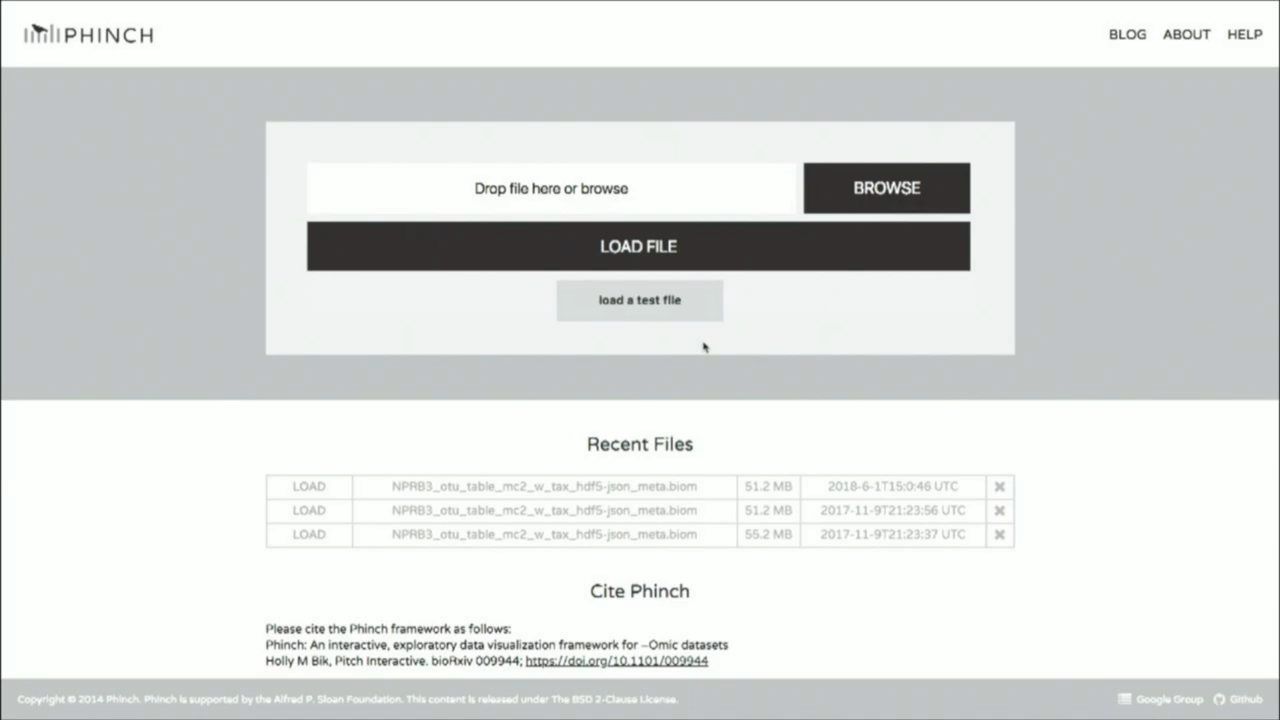 PHINCH
BLOG ABOUT HELP
Drop file here or browse
BROWSE
LOAD FILE
load a test file
Recent Files
LOAD NPRB3_otu_table_mc2_w_tax_hdf5-json_meta.biom 51.2 MB 2018-6-1T15:0:46 UTC ✖
LOAD NPRB3_otu_table_mc2_w_tax_hdf5-json_meta.biom 51.2 MB 2017-11-9T21:23:56 UTC ✖
LOAD NPRB3_otu_table_mc2_w_tax_hdf5-json_meta.biom 55.2 MB 2017-11-9T21:23:37 UTC ✖
Cite Phinch
Please cite the Phinch framework as follows:
Phinch: An interactive, exploratory data visualization framework for –Omic datasets
Holly M Bik, Pitch Interactive. bioRxiv 009944; https://doi.org/10.1101/009944
Copyright © 2014 Phinch. Phinch is supported by the Alfred P. Sloan Foundation. This content is released under The BSD 2-Clause License.
Google Group Github